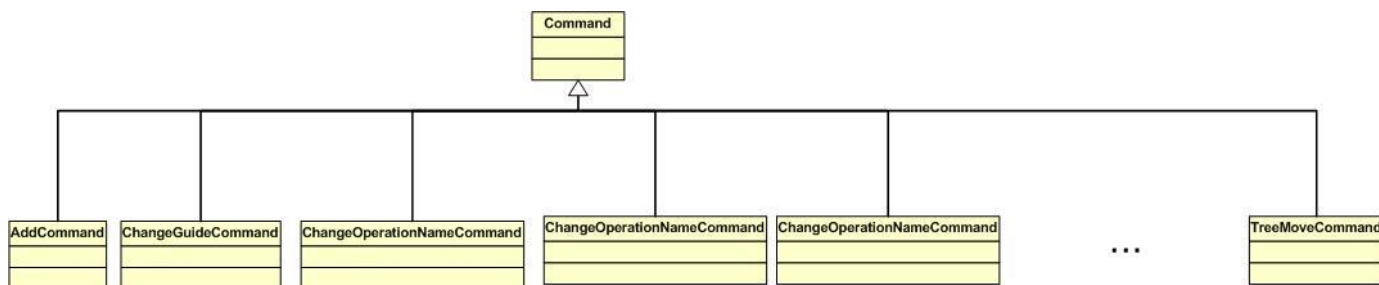 Command
AddCommand
ChangeGuideCommand
ChangeOperationNameCommand
ChangeOperationNameCommand
ChangeOperationNameCommand
...
TreeMoveCommand